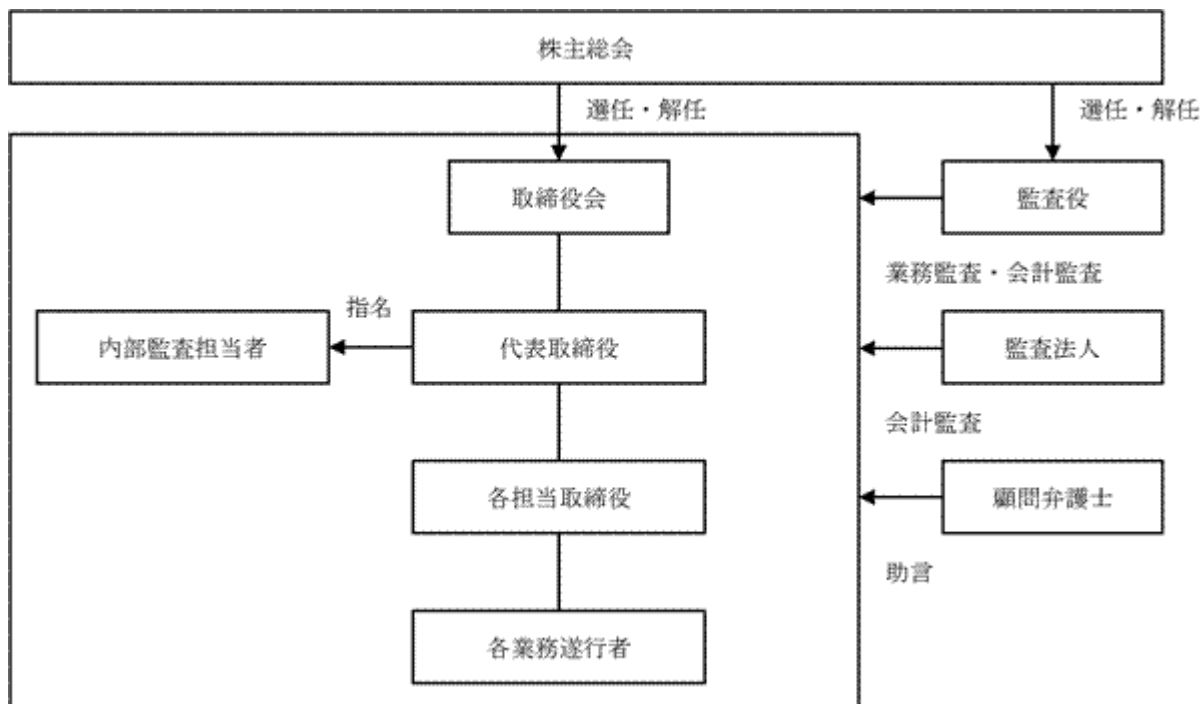 株主総会
選任・解任
選任・解任
取締役会
監査役
業務監査・会計監査
指名
内部監査担当者
代表取締役
監査法人
会計監査
各担当取締役
顧問弁護士
助言
各業務遂行者